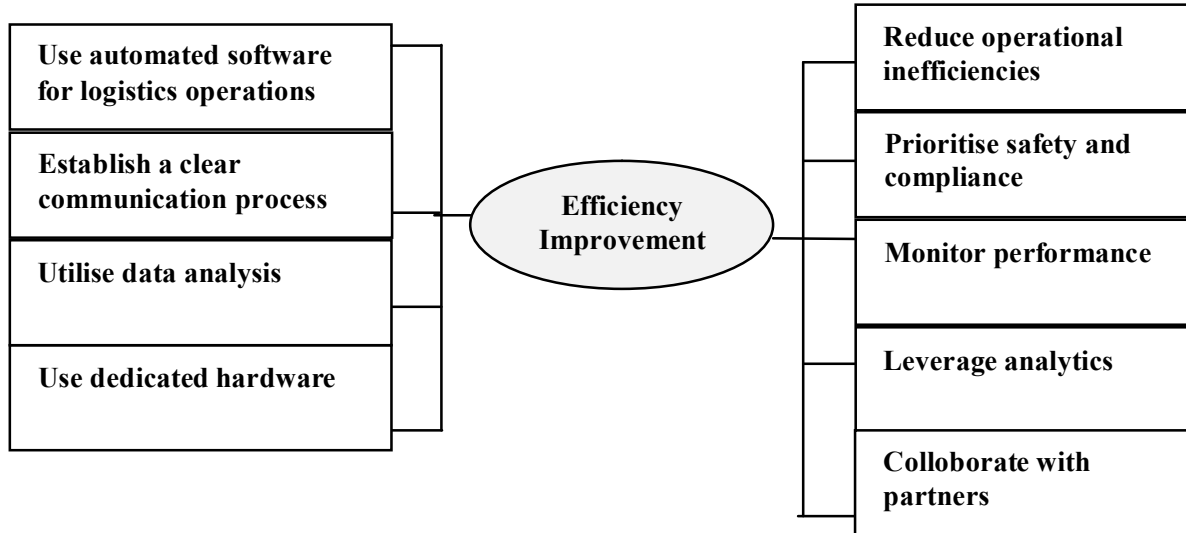 Use automated software
for logistics operations
Establish a clear
communication process
Utilise data analysis
Use dedicated hardware
Efficiency
Improvement
Reduce operational
inefficiencies
Prioritise safety and
compliance
Monitor performance
Leverage analytics
Colloborate with
partners